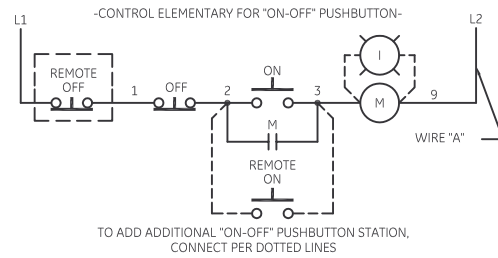 -CONTROL ELEMENTARY FOR "ON-OFF" PUSHBUTTON-
L1
L2
REMOTE
OFF
1
OFF
2
ON
3
I
M
9
M
WIRE "A"
REMOTE
ON
TO ADD ADDITIONAL "ON-OFF" PUSHBUTTON STATION,
CONNECT PER DOTTED LINES